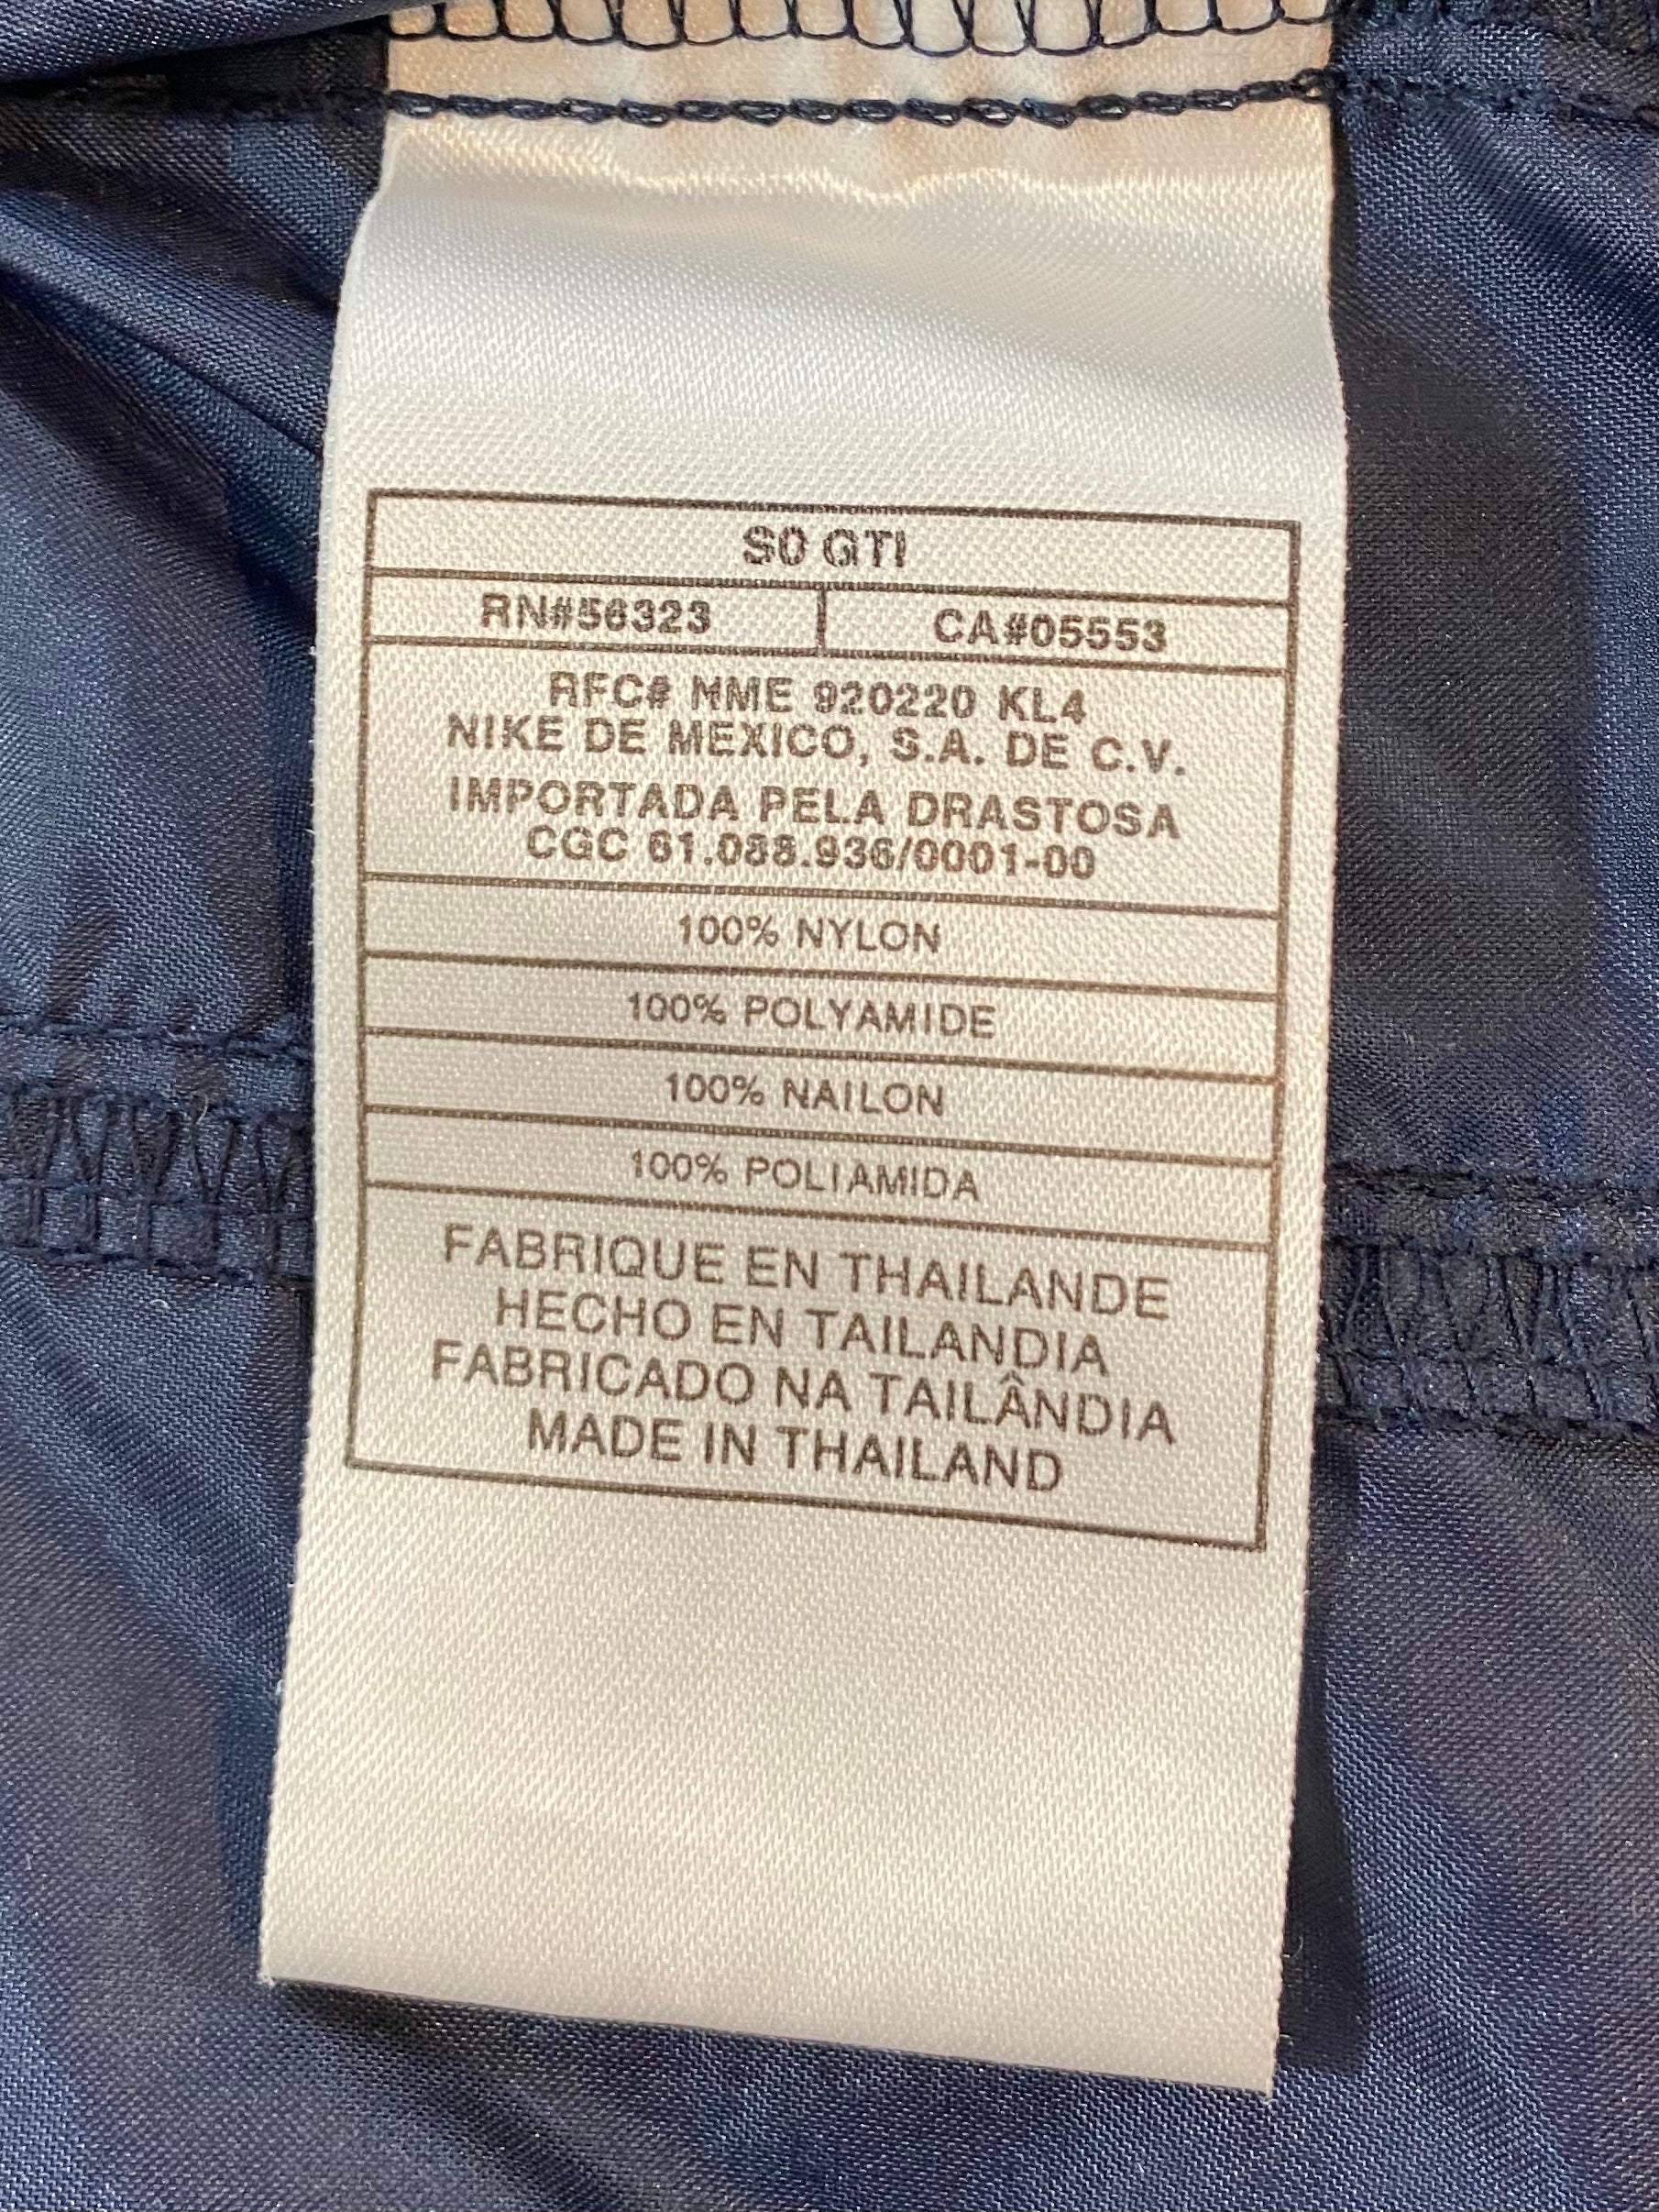 S0 GTI
RN#56323 CA#05553
RFC# NME 920220 KL4
NIKE DE MEXICO, S.A. DE C.V.
IMPORTADA PELA DRASTOSA
CGC 61.088.936/0001-00
100% NYLON
100% POLYAMIDE
100% NAILON
100% POLIAMIDA
FABRIQUE EN THAILANDE
HECHO EN TAILANDIA
FABRICADO NA TAILÂNDIA
MADE IN THAILAND